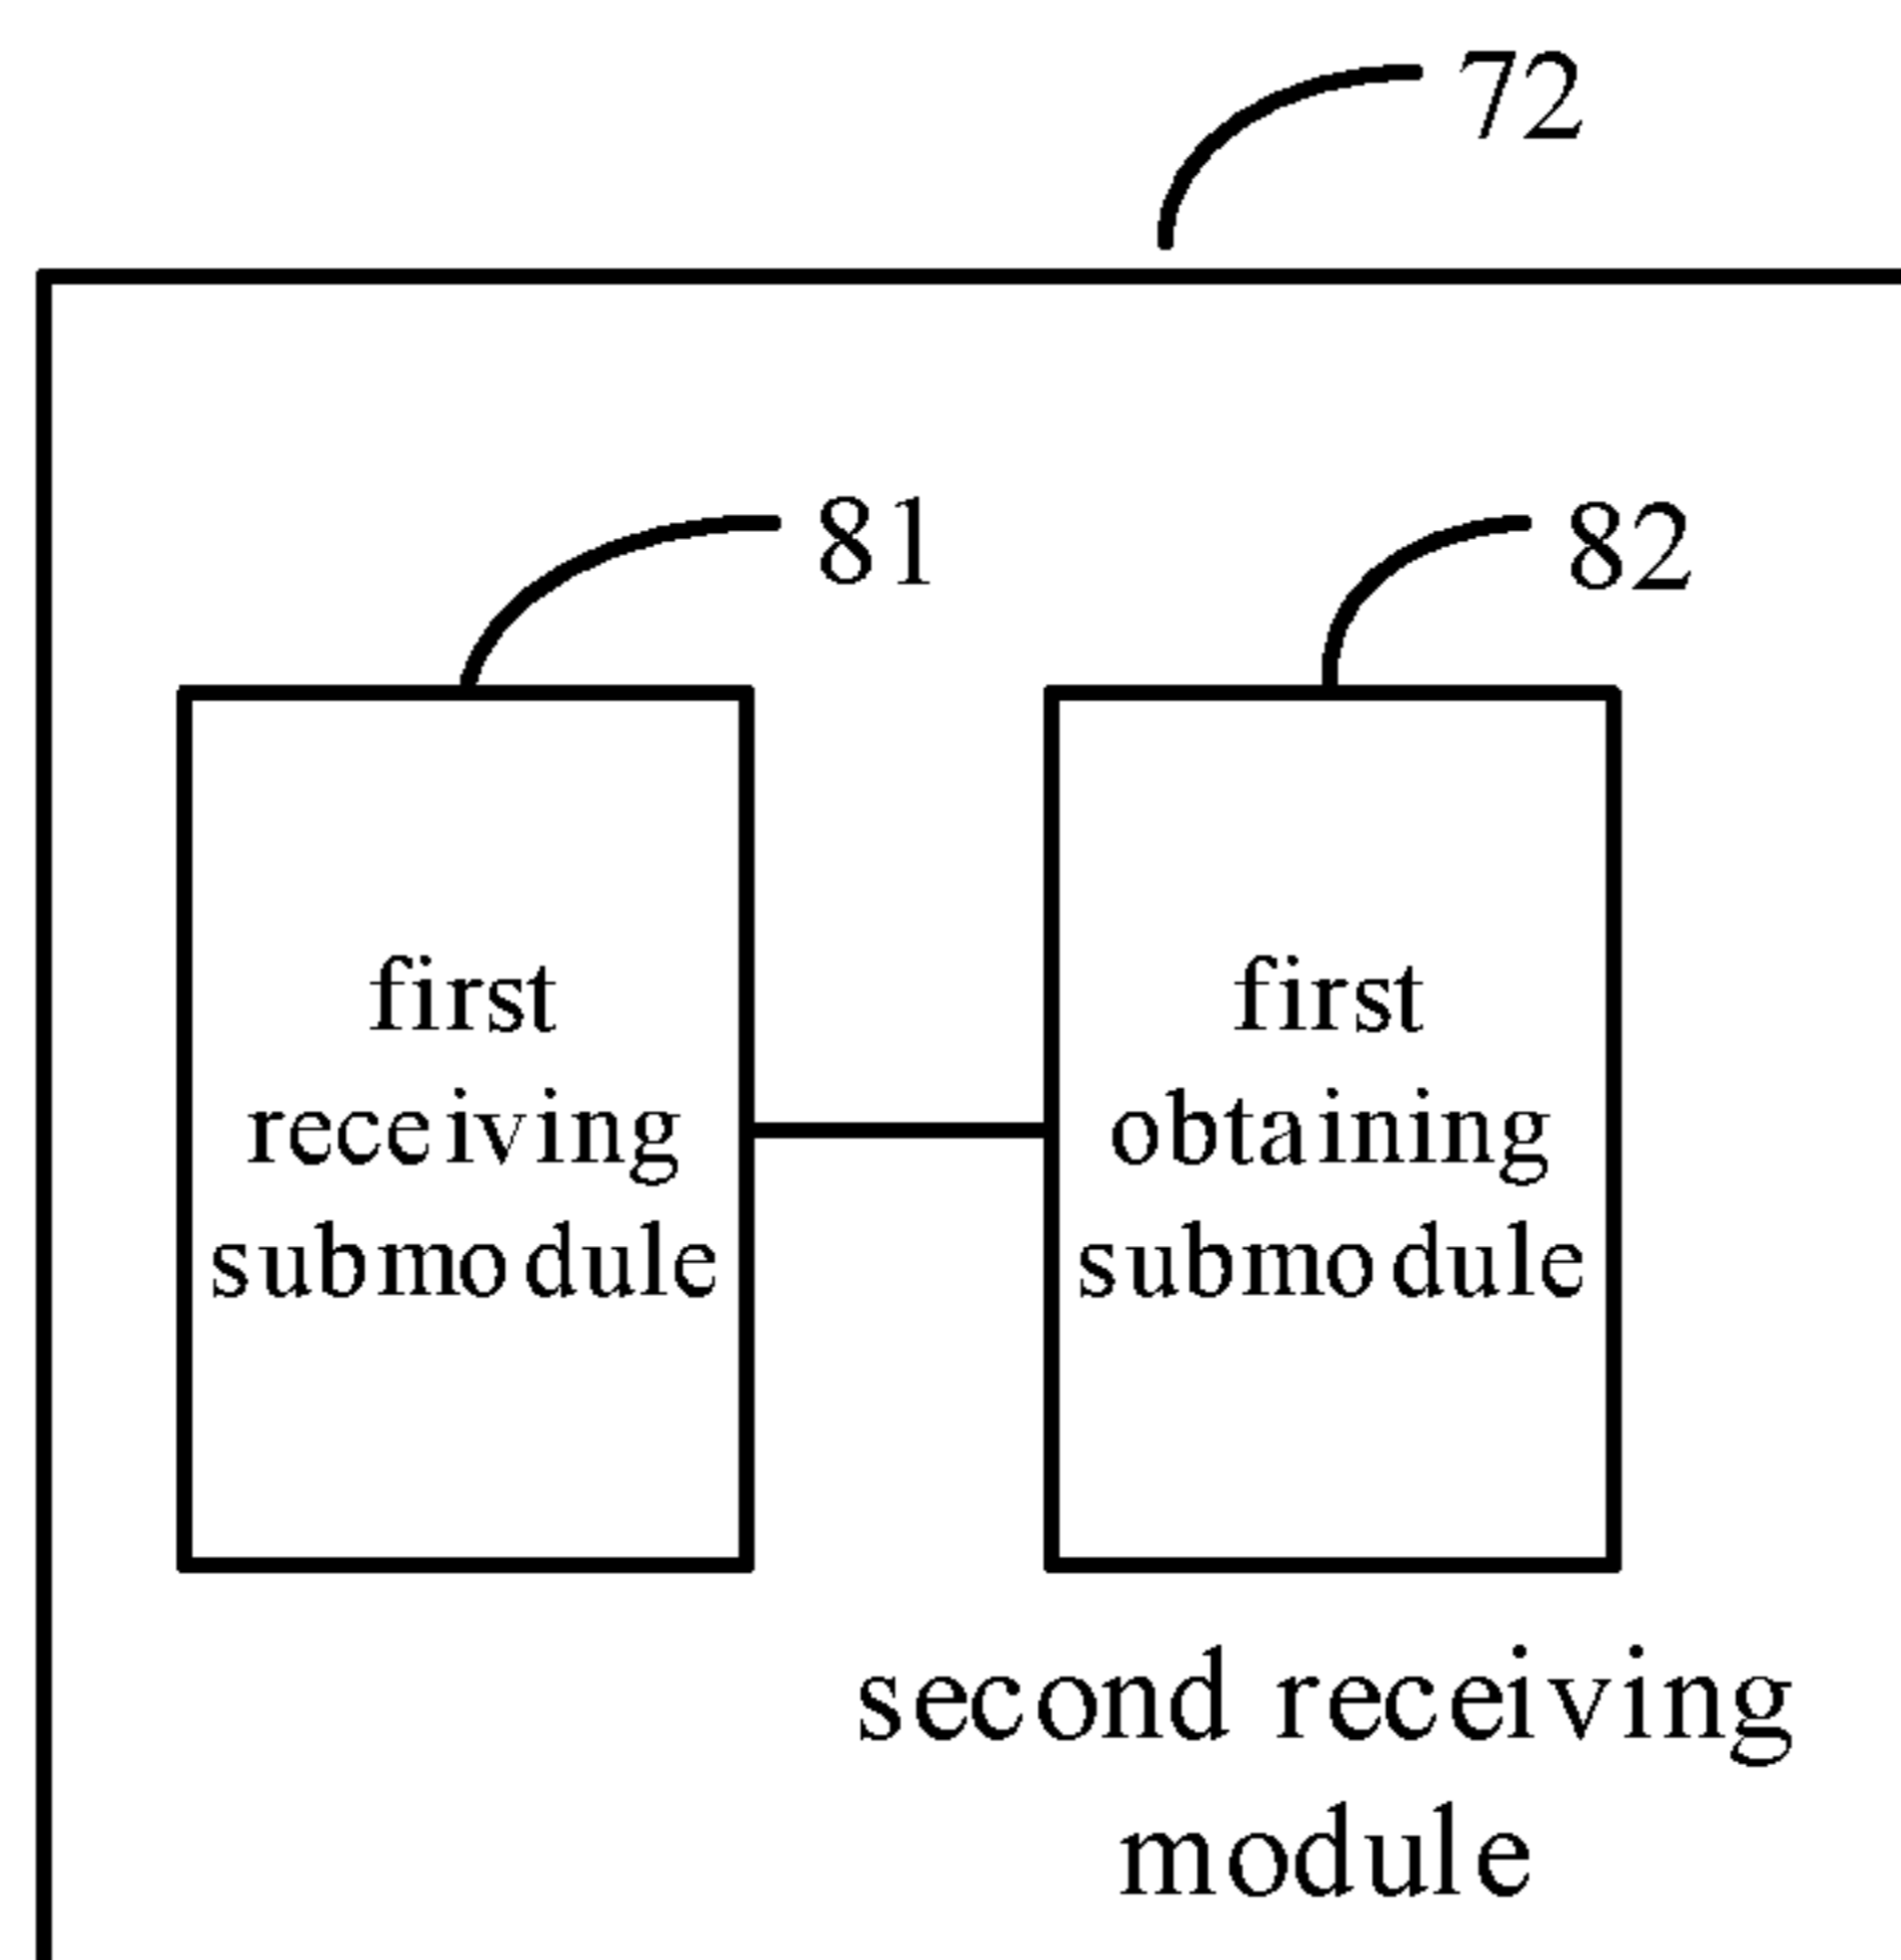 72
81
82
first
receiving
submodule
first
obtaining
submodule
second receiving
module